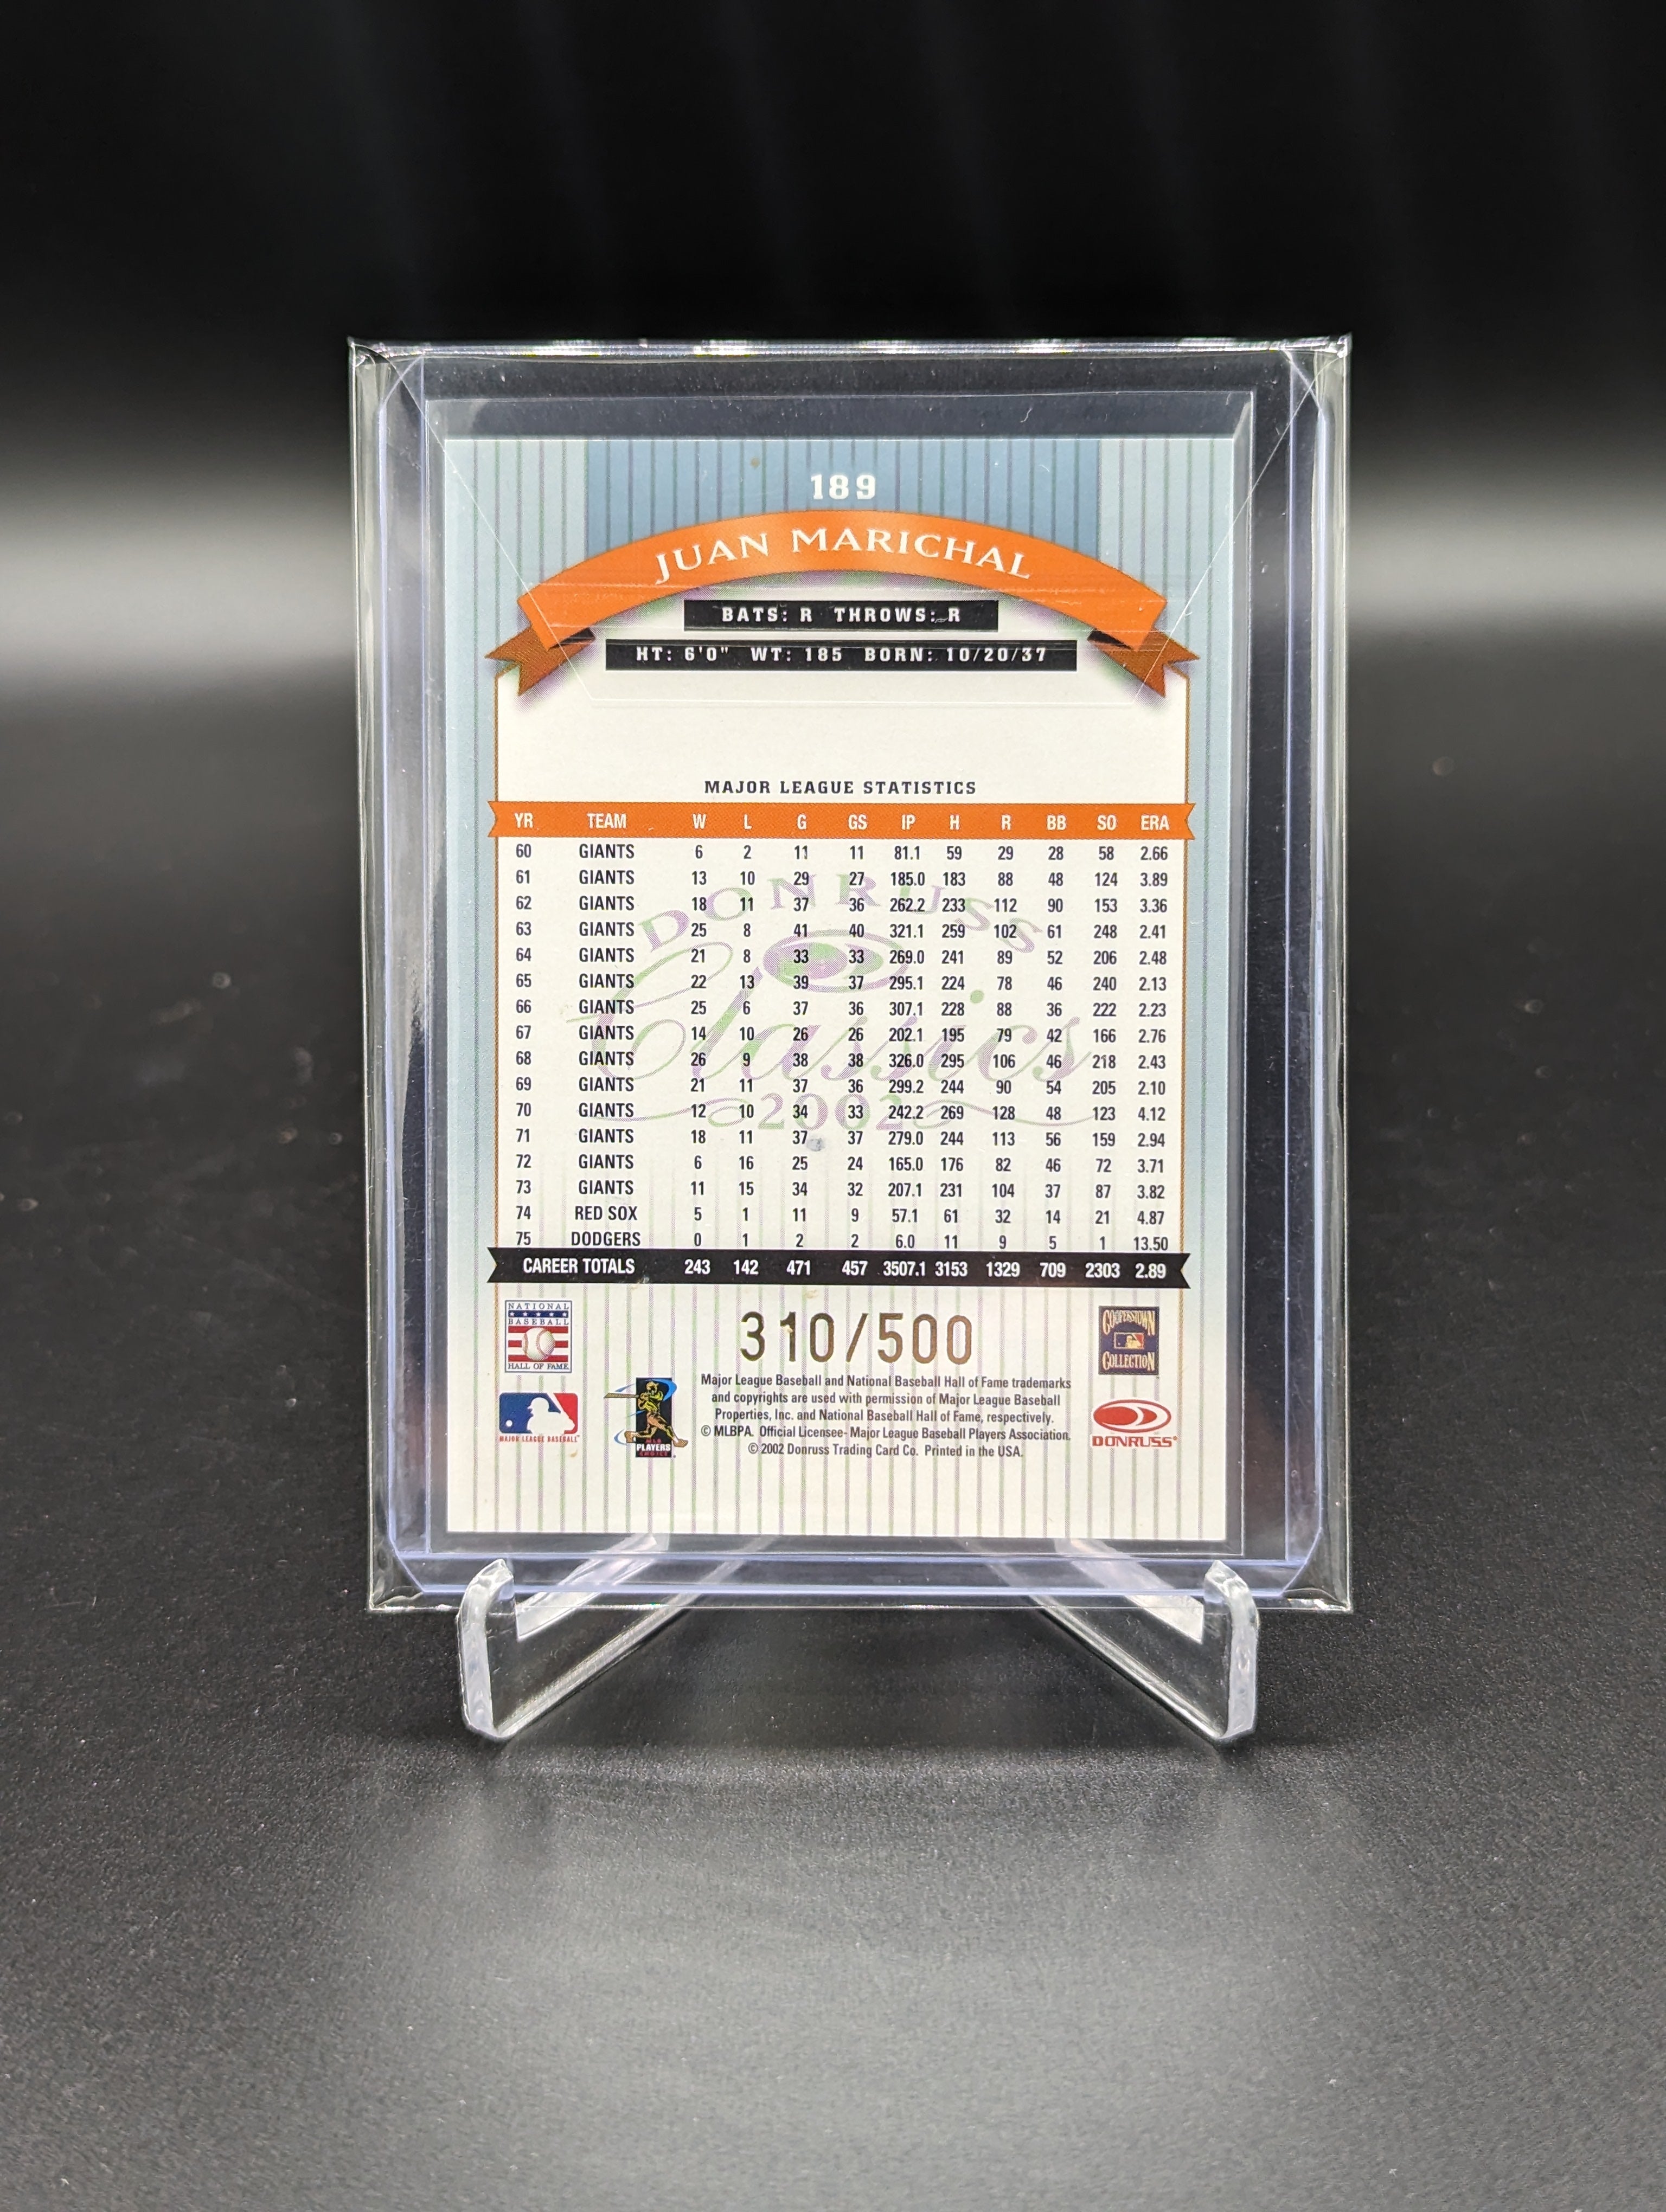 189
JUAN MARICHAL
BATS: R THROWS: R
HT: 6'0" WT: 185 BORN: 10/20/37
MAJOR LEAGUE STATISTICS
YR TEAM W L G GS IP H R BB SO ERA
60 GIANTS 6 2 11 11 81.1 59 29 28 58 2.66
61 GIANTS 13 10 29 27 185.0 183 88 48 124 3.89
62 GIANTS 18 11 37 36 262.2 233 112 90 153 3.36
63 GIANTS 25 8 41 40 321.1 259 102 61 248 2.41
64 GIANTS 21 8 33 33 269.0 241 89 52 206 2.48
65 GIANTS 22 13 39 37 295.1 224 78 46 240 2.13
66 GIANTS 25 6 37 36 307.1 228 88 36 222 2.23
67 GIANTS 14 10 26 26 202.1 195 79 42 166 2.76
68 GIANTS 26 9 38 38 326.0 295 106 46 218 2.43
69 GIANTS 21 11 37 36 299.2 244 90 54 205 2.10
70 GIANTS 12 10 34 33 242.2 269 128 48 123 4.12
71 GIANTS 18 11 37 37 279.0 244 113 56 159 2.94
72 GIANTS 6 16 25 24 165.0 176 82 46 72 3.71
73 GIANTS 11 15 34 32 207.1 231 104 37 87 3.82
74 RED SOX 5 1 11 9 57.1 61 32 14 21 4.87
75 DODGERS 0 1 2 2 6.0 11 9 5 1 13.50
CAREER TOTALS 243 142 471 457 3507.1 3153 1329 709 2303 2.89
DONRUSS
Classics
2002
NATIONAL
BASEBALL
HALL OF FAME
310/500
COOPERSTOWN
COLLECTION
MAJOR LEAGUE BASEBALL
MLB
PLAYERS
CHOICE
Major League Baseball and National Baseball Hall of Fame trademarks
and copyrights are used with permission of Major League Baseball
Properties, Inc. and National Baseball Hall of Fame, respectively.
© MLBPA. Official Licensee- Major League Baseball Players Association.
© 2002 Donruss Trading Card Co. Printed in the USA.
DONRUSS